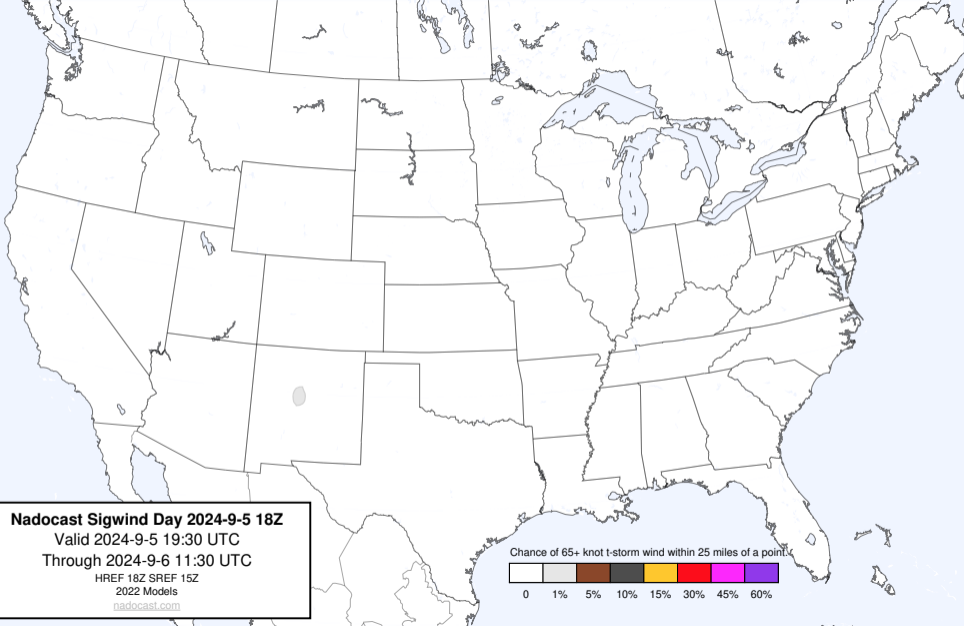 Nadocast Sigwind Day 2024-9-5 18Z
Valid 2024-9-5 19:30 UTC
Through 2024-9-6 11:30 UTC
HREF 18Z SREF 15Z
2022 Models
nadocast.com
Chance of 65+ knot t-storm wind within 25 miles of a point.
0 1% 5% 10% 15% 30% 45% 60%